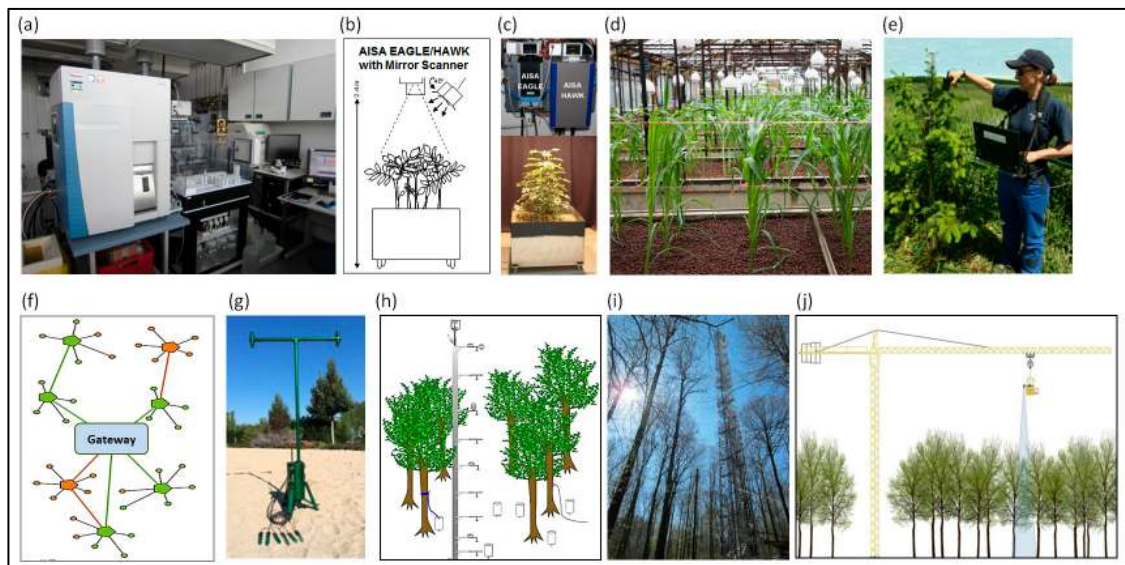 (a)
(b)
AISA EAGLE/HAWK
with Mirror Scanner
(c)
AISA
EAGLE
AISA
HAWK
(d)
(e)
(f)
Gateway
(g)
(h)
(i)
(j)